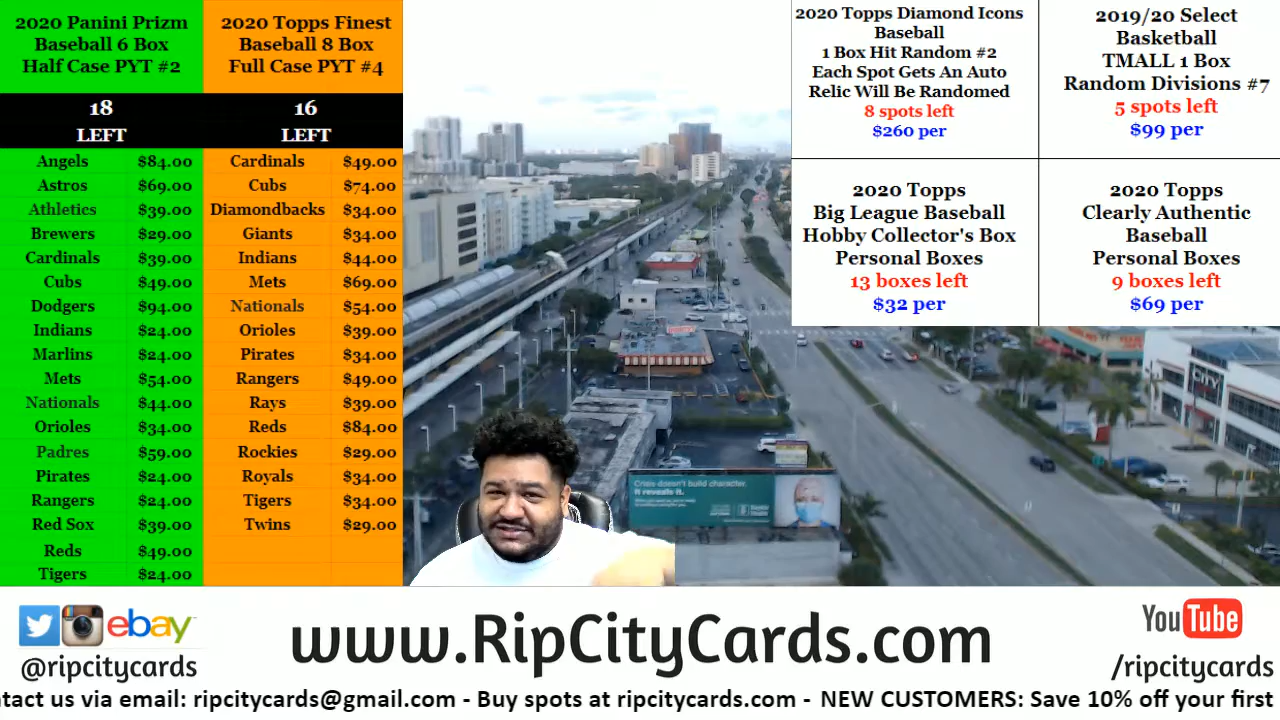 2020 Panini Prizm
Baseball 6 Box
Half Case PYT #2
18
LEFT
Angels $84.00
Astros $69.00
Athletics $39.00
Brewers $29.00
Cardinals $39.00
Cubs $49.00
Dodgers $94.00
Indians $24.00
Marlins $24.00
Mets $54.00
Nationals $44.00
Orioles $34.00
Padres $59.00
Pirates $24.00
Rangers $24.00
Red Sox $39.00
Reds $49.00
Tigers $24.00
2020 Topps Finest
Baseball 8 Box
Full Case PYT #4
16
LEFT
Cardinals $49.00
Cubs $74.00
Diamondbacks $34.00
Giants $34.00
Indians $44.00
Mets $69.00
Nationals $54.00
Orioles $39.00
Pirates $34.00
Rangers $49.00
Rays $39.00
Reds $84.00
Rockies $29.00
Royals $34.00
Tigers $34.00
Twins $29.00
2020 Topps Diamond Icons
Baseball
1 Box Hit Random #2
Each Spot Gets An Auto
Relic Will Be Randomed
8 spots left
$260 per
2019/20 Select
Basketball
TMALL 1 Box
Random Divisions #7
5 spots left
$99 per
2020 Topps
Big League Baseball
Hobby Collector's Box
Personal Boxes
13 boxes left
$32 per
2020 Topps
Clearly Authentic
Baseball
Personal Boxes
9 boxes left
$69 per
Crisis doesn't build character.
It reveals it.
CITY
ebay
@ripcitycards
www.RipCityCards.com
YouTube
/ripcitycards
ntact us via email: ripcitycards@gmail.com - Buy spots at ripcitycards.com - NEW CUSTOMERS: Save 10% off your first